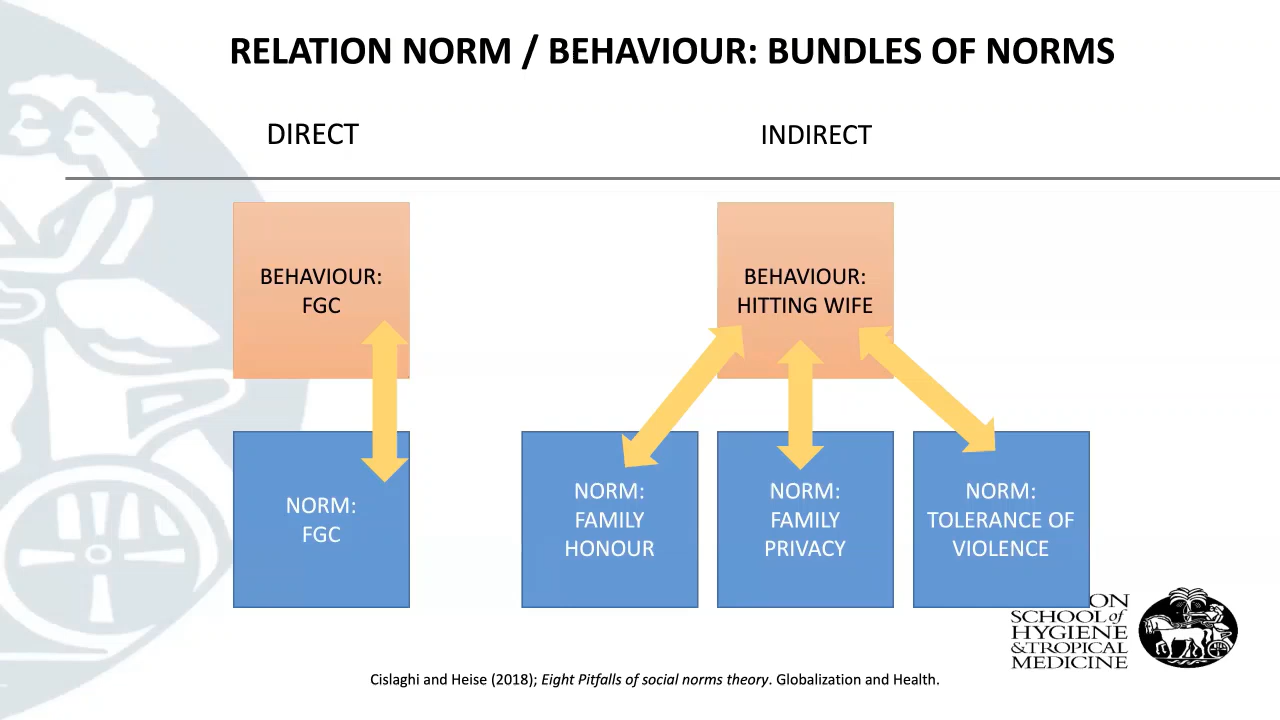 RELATION NORM / BEHAVIOUR: BUNDLES OF NORMS
DIRECT
INDIRECT
BEHAVIOUR:
FGC
BEHAVIOUR:
HITTING WIFE
NORM:
FGC
NORM:
FAMILY
HONOUR
NORM:
FAMILY
PRIVACY
NORM:
TOLERANCE OF
VIOLENCE
ON
SCHOOL of
HYGIENE
& TROPICAL
MEDICINE
Cislaghi and Heise (2018); Eight Pitfalls of social norms theory. Globalization and Health.